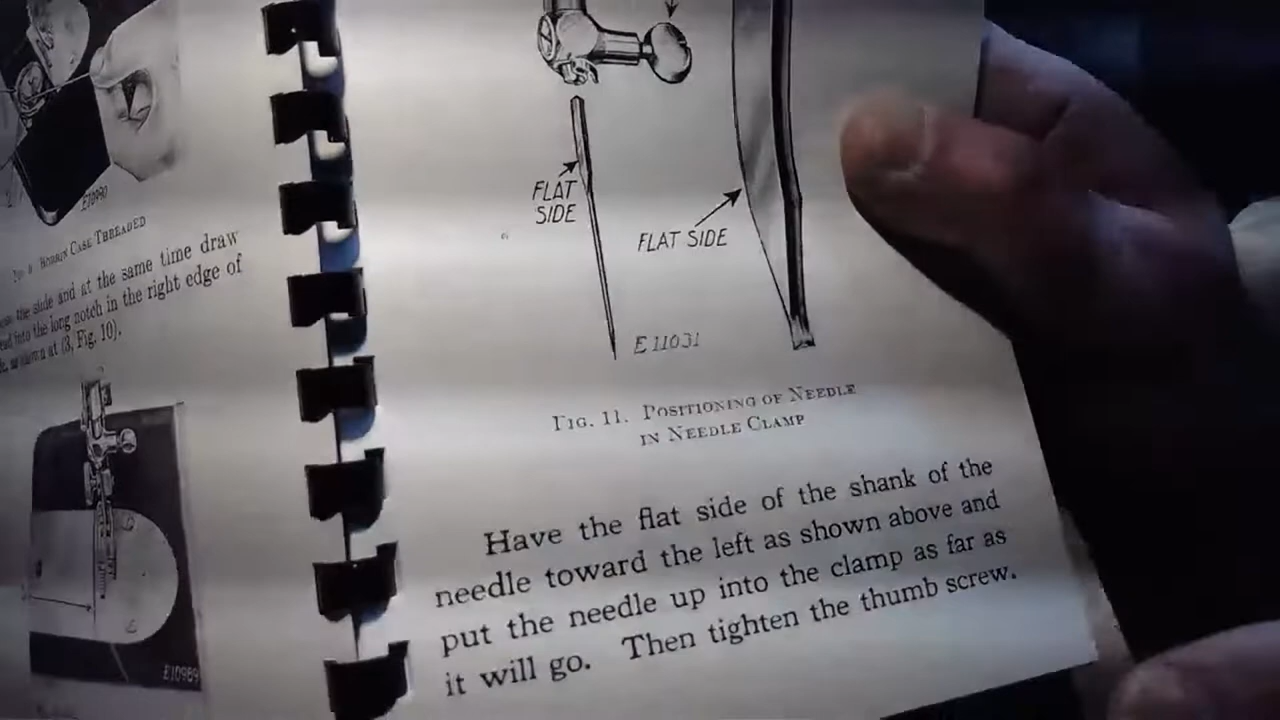 E10990
BOBBIN CASE THREADED
the slide and at the same time draw
into the long notch in the right edge of
as shown at (3, Fig. 10).
E10989
FLAT
SIDE
FLAT SIDE
E 11031
FIG. 11. POSITIONING OF NEEDLE
IN NEEDLE CLAMP
Have the flat side of the shank of the
needle toward the left as shown above and
put the needle up into the clamp as far as
it will go. Then tighten the thumb screw.